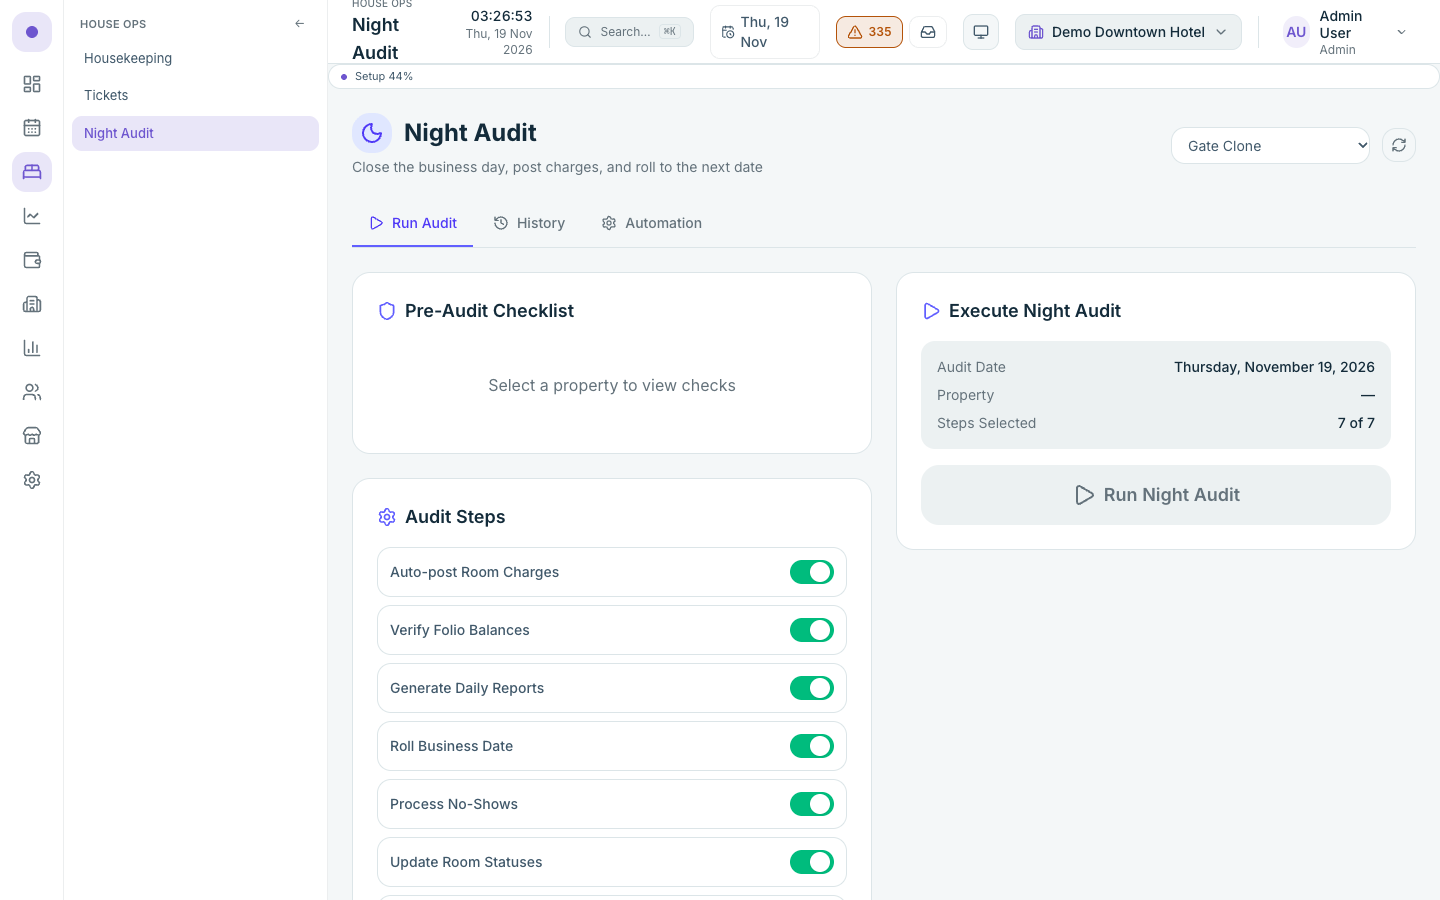 HOUSE OPS
Housekeeping
Tickets
Night Audit
HOUSE OPS
Night
Audit
03:26:53
Thu, 19 Nov
2026
Search... ⌘K
Thu, 19
Nov
335
Demo Downtown Hotel
AU
Admin
User
Admin
Setup 44%
Night Audit
Close the business day, post charges, and roll to the next date
Gate Clone
Run Audit
History
Automation
Pre-Audit Checklist
Select a property to view checks
Audit Steps
Auto-post Room Charges
Verify Folio Balances
Generate Daily Reports
Roll Business Date
Process No-Shows
Update Room Statuses
Execute Night Audit
Audit Date Thursday, November 19, 2026
Property —
Steps Selected 7 of 7
Run Night Audit